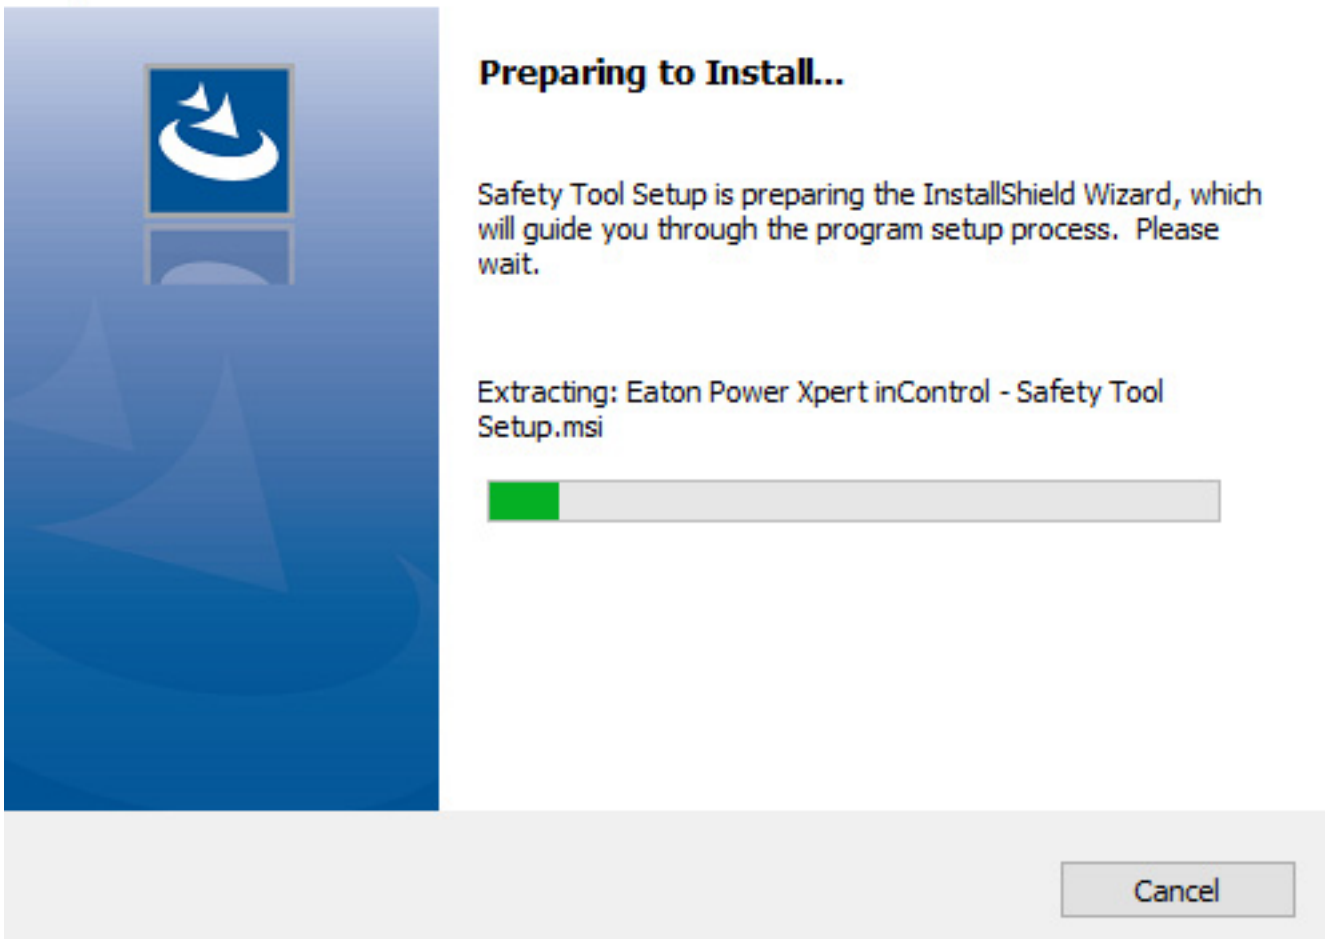 Preparing to Install...
Safety Tool Setup is preparing the InstallShield Wizard, which
will guide you through the program setup process.  Please
wait.
Extracting: Eaton Power Xpert inControl - Safety Tool
Setup.msi
Cancel